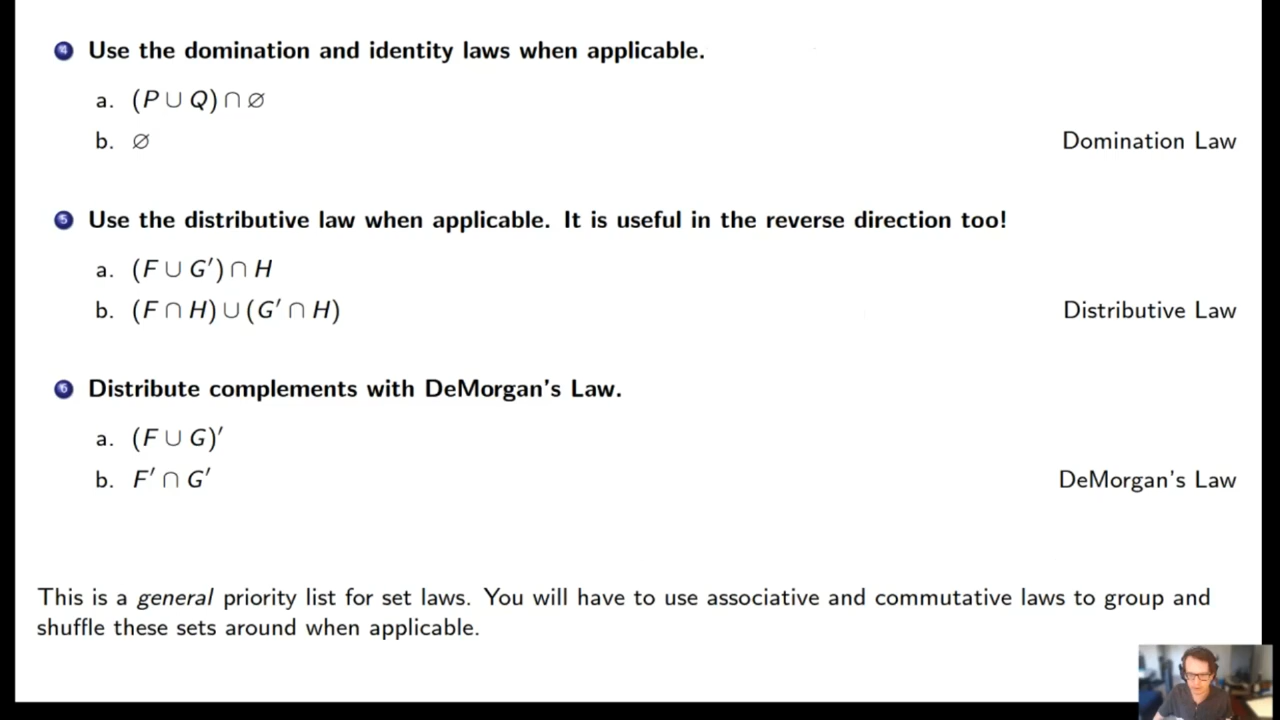 4 Use the domination and identity laws when applicable.
a. (P ∪ Q) ∩ ∅
b. ∅ Domination Law
5 Use the distributive law when applicable. It is useful in the reverse direction too!
a. (F ∪ G′) ∩ H
b. (F ∩ H) ∪ (G′ ∩ H) Distributive Law
6 Distribute complements with DeMorgan's Law.
a. (F ∪ G)′
b. F′ ∩ G′ DeMorgan's Law
This is a general priority list for set laws. You will have to use associative and commutative laws to group and
shuffle these sets around when applicable.